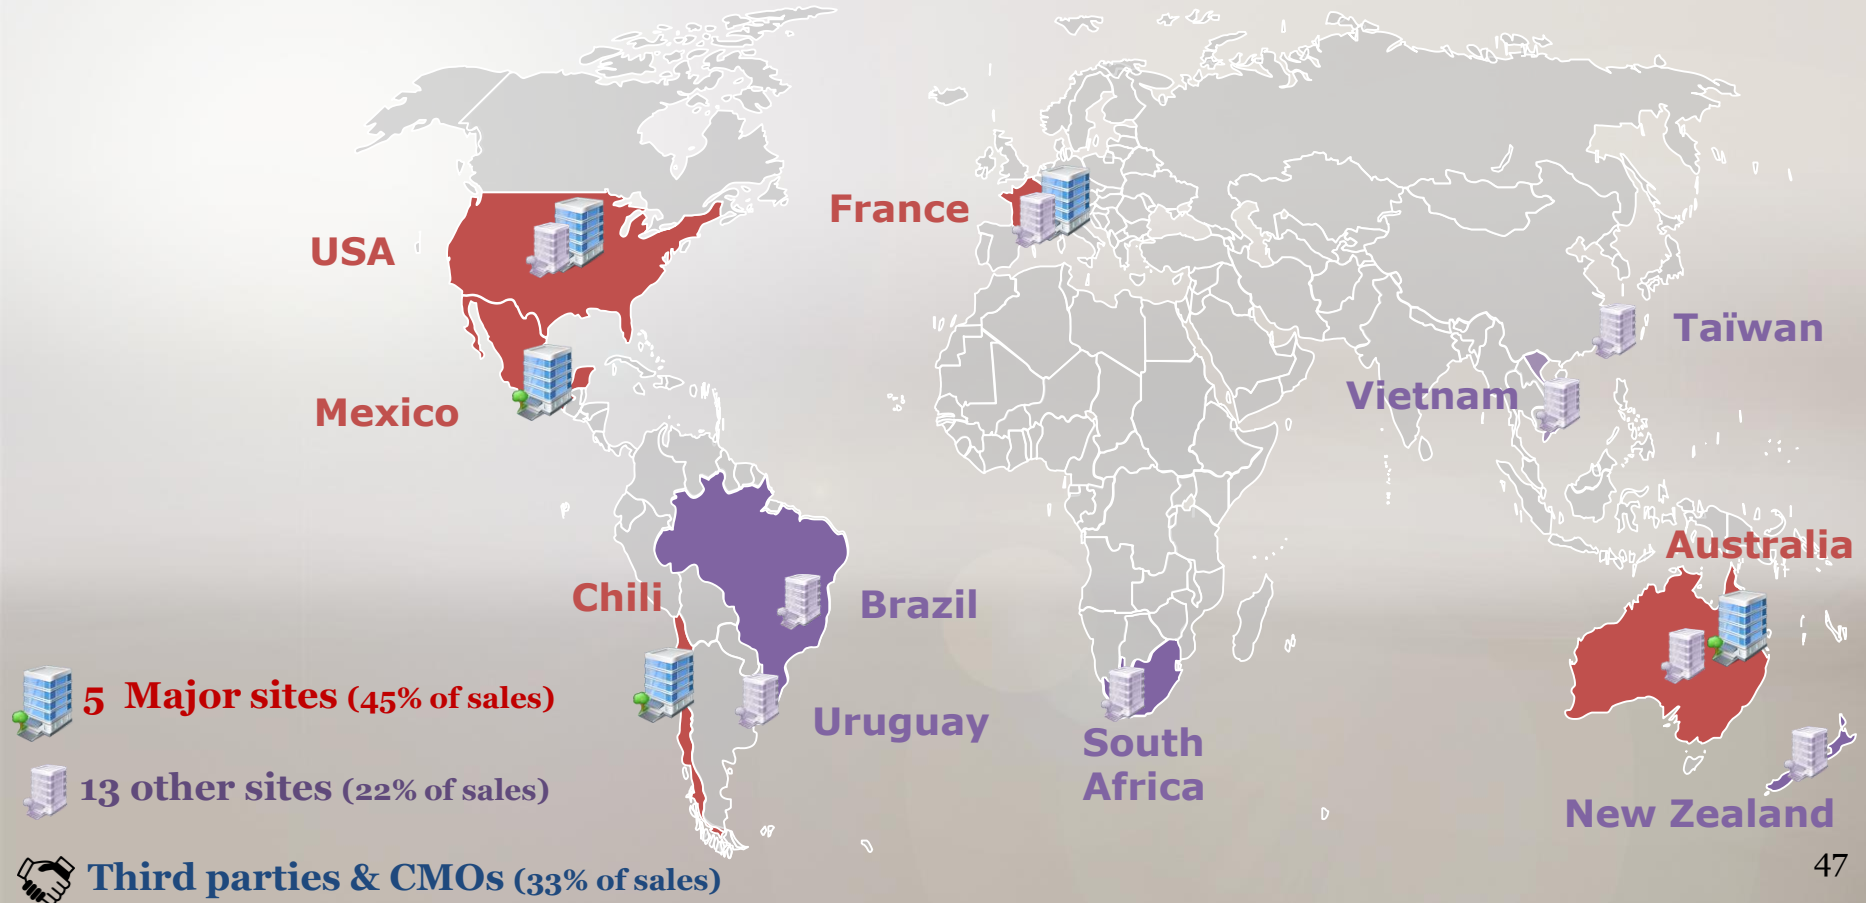 France
USA
Taïwan
Vietnam
Mexico
Australia
Chili
Brazil
5 Major sites (45% of sales)
Uruguay
South
Africa
13 other sites (22% of sales)
New Zealand
47
Third parties & CMOs (33% of sales)